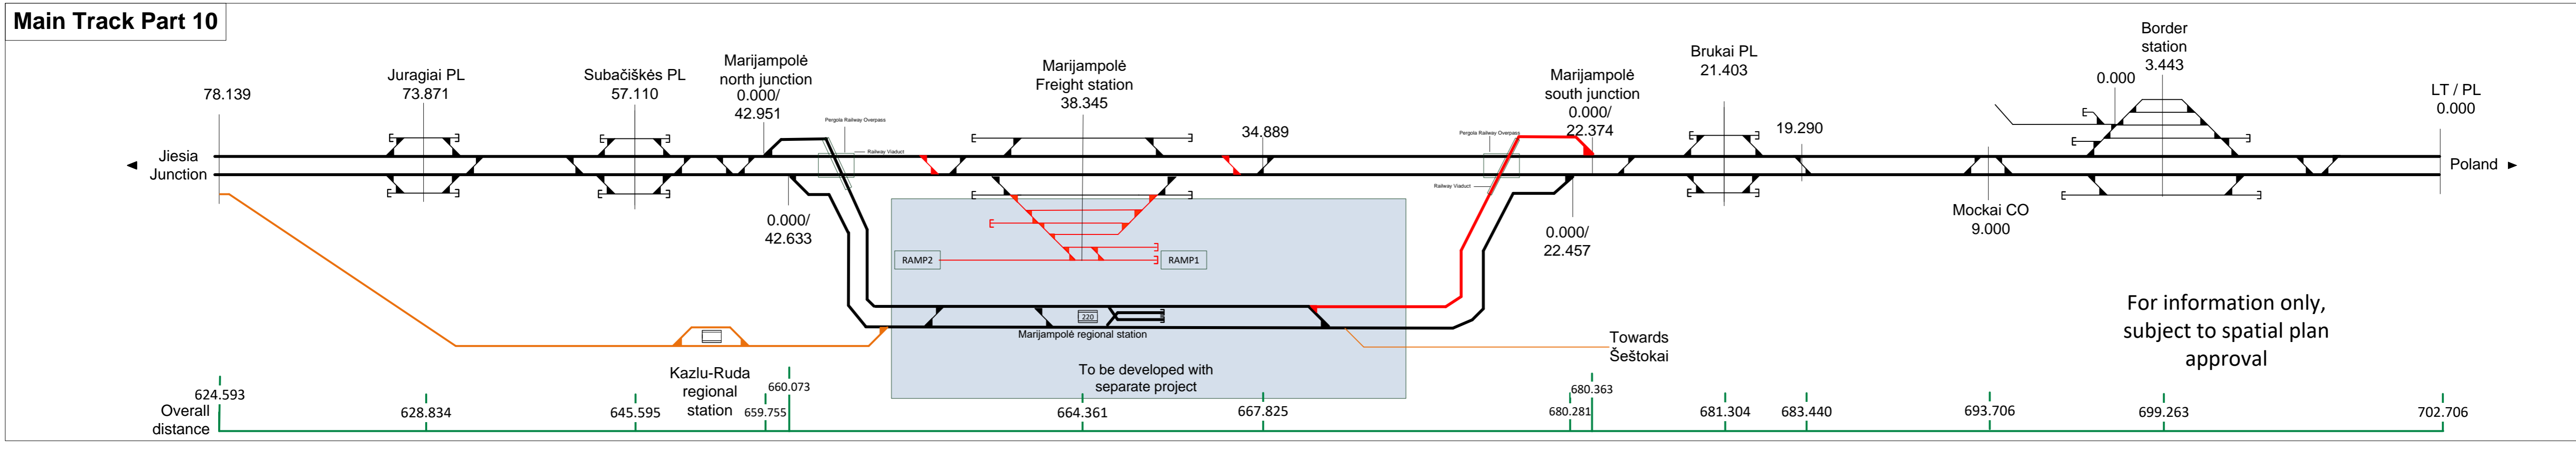 Main Track Part 10
78.139
Juragiai PL
73.871
Subačiškės PL
57.110
Marijampolė
north junction
0.000/
42.951
Pergola Railway Overpass
Railway Viaduct
Marijampolė
Freight station
38.345
34.889
Pergola Railway Overpass
Railway Viaduct
Marijampolė
south junction
0.000/
22.374
Brukai PL
21.403
19.290
0.000
Border
station
3.443
LT / PL
0.000
Jiesia
Junction
Poland
0.000/
42.633
0.000/
22.457
Mockai CO
9.000
RAMP2
RAMP1
220
Marijampolė regional station
To be developed with
separate project
Towards
Šeštokai
For information only,
subject to spatial plan
approval
Kazlu-Ruda
regional
station
Overall
distance
624.593
628.834
645.595
659.755
660.073
664.361
667.825
680.281
680.363
681.304
683.440
693.706
699.263
702.706